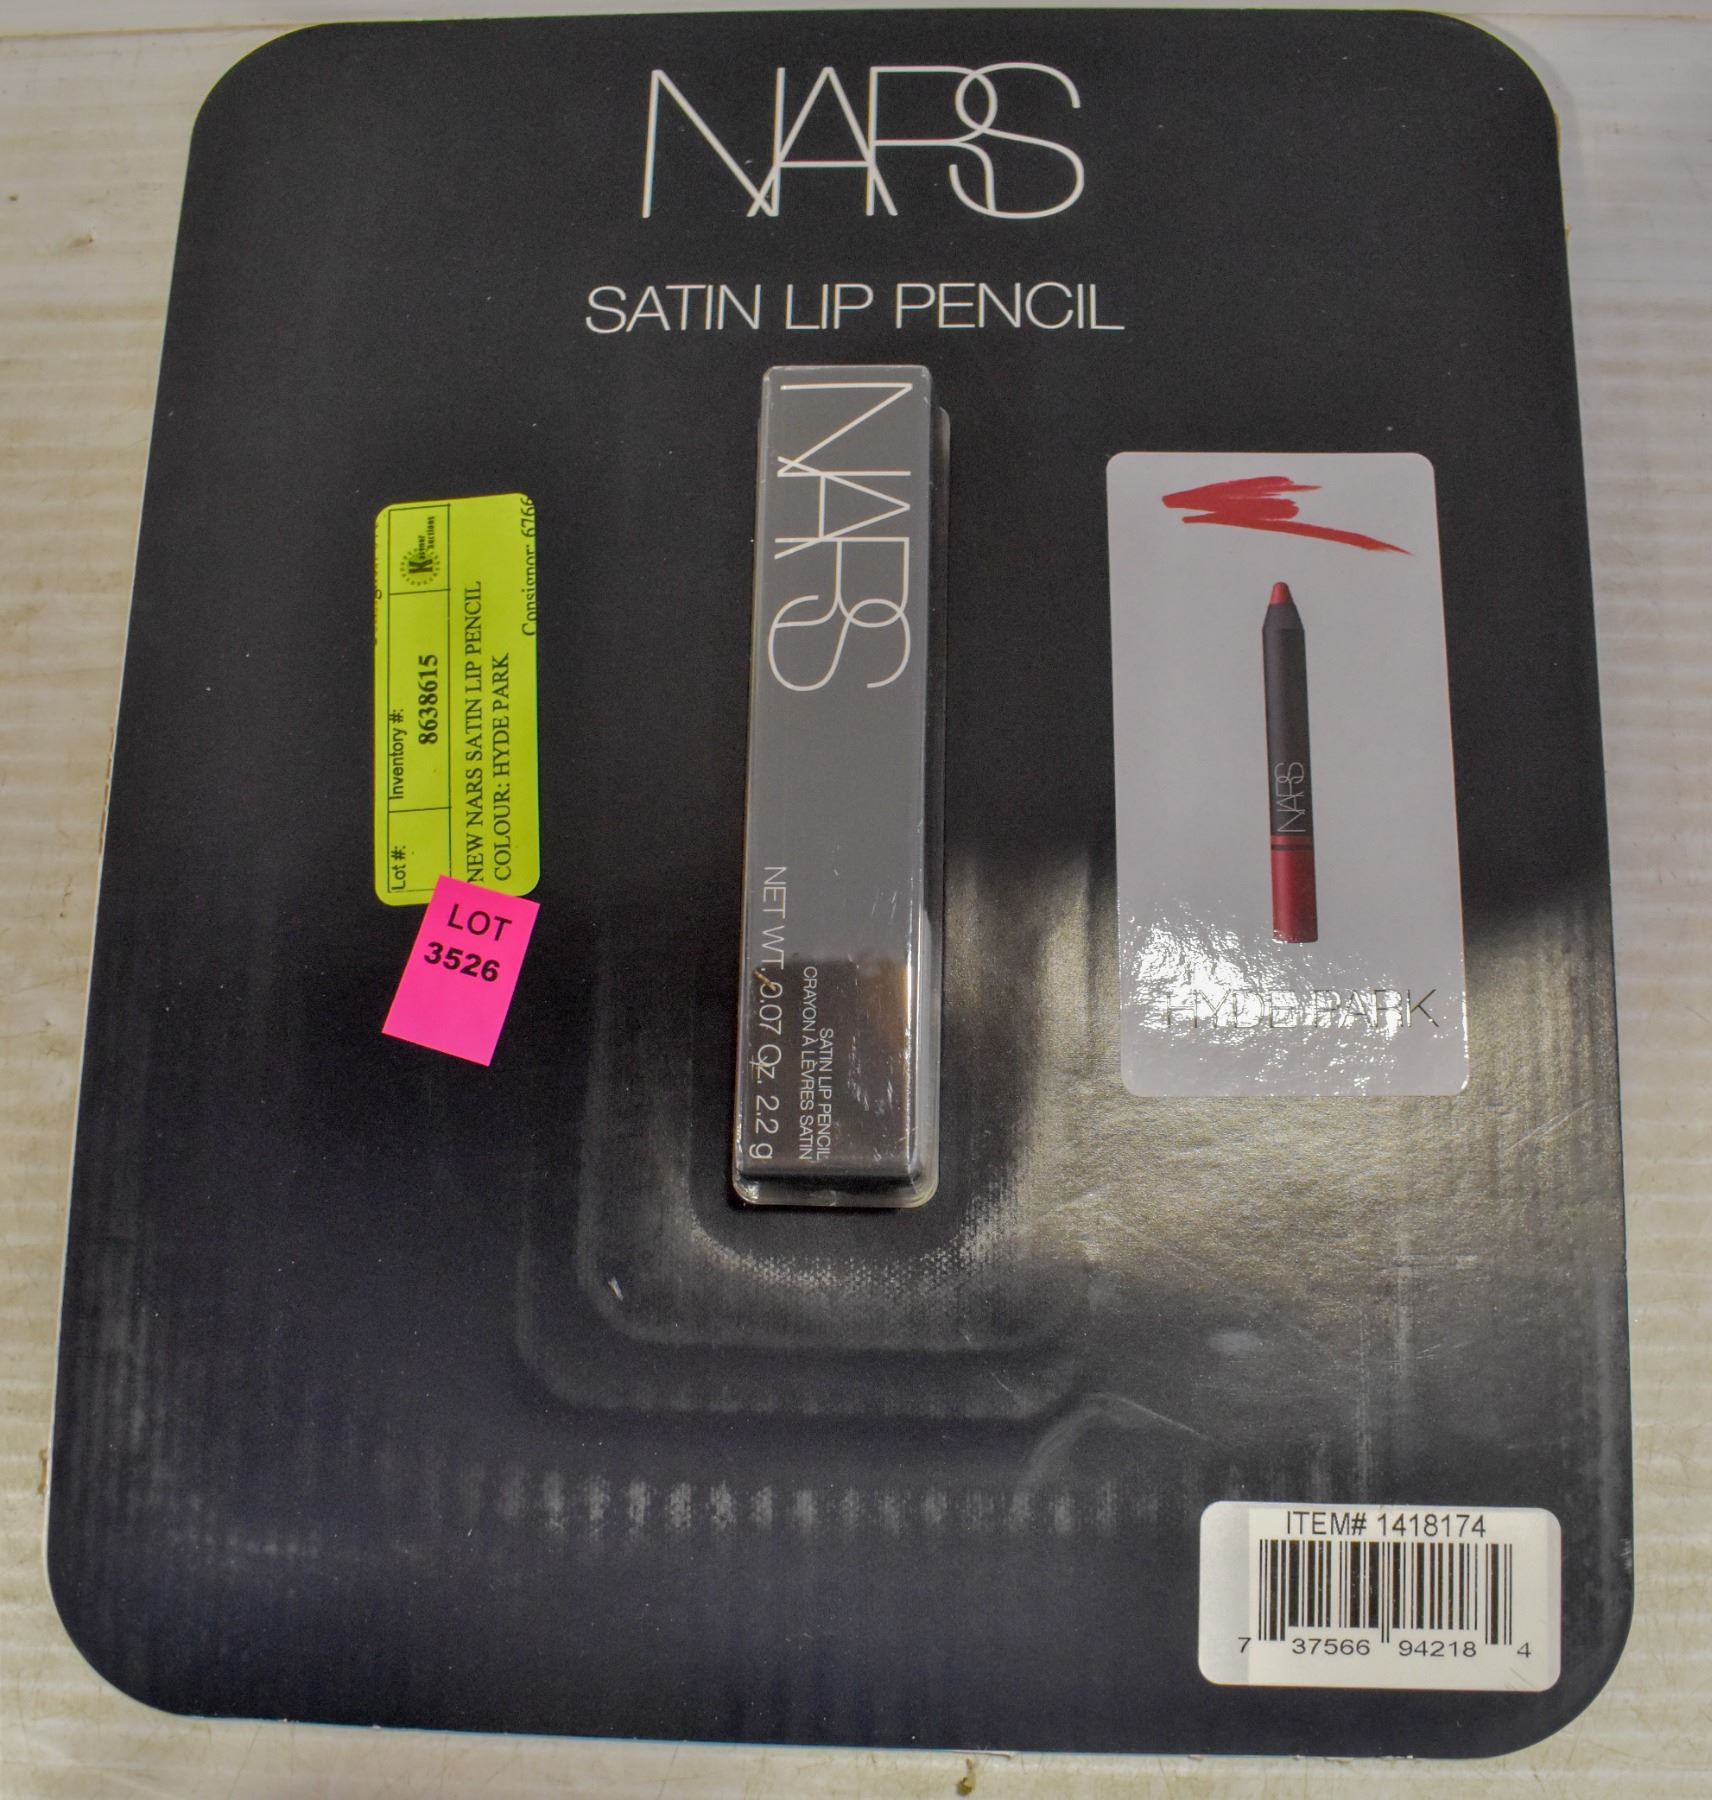 NARS
SATIN LIP PENCIL
Lot #:
Inventory #:
8638615
NEW NARS SATIN LIP PENCIL
COLOUR: HYDE PARK
Consignor: 6766
LOT
3526
NARS
SATIN LIP PENCIL
CRAYON À LÈVRES SATIN
NET WT. 0.07 Oz. 2.2 g
NARS
HYDE PARK
ITEM# 1418174
7 37566 94218 4